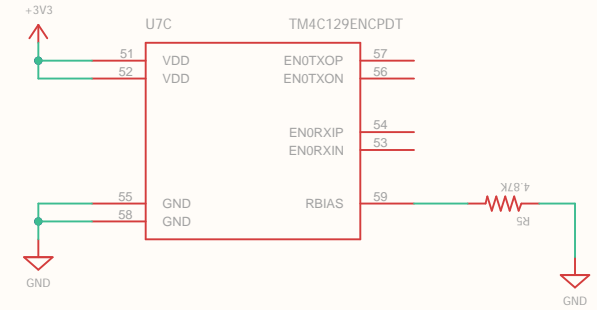 +3V3
U7C TM4C129ENCPDT
51 VDD EN0TXOP 57
52 VDD EN0TXON 56
EN0RXIP 54
EN0RXIN 53
55 GND RBIAS 59
58 GND
4.87K
R5
GND
GND